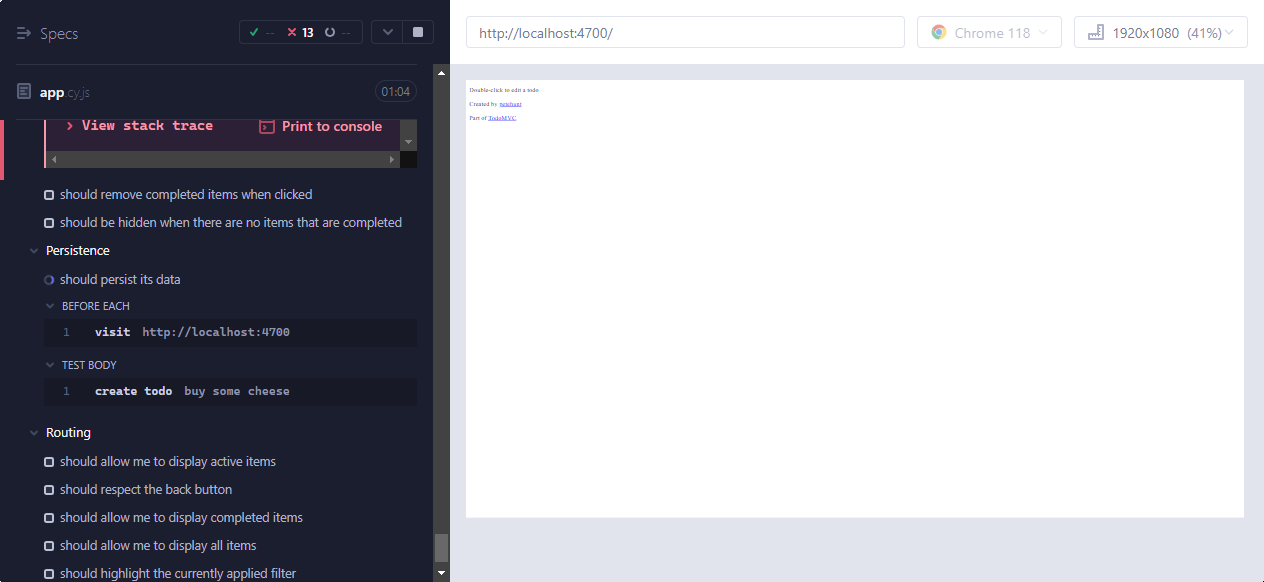 Specs
-- 13 --
app.cy.js 01:04
View stack trace Print to console
should remove completed items when clicked
should be hidden when there are no items that are completed
Persistence
should persist its data
BEFORE EACH
1 visit http://localhost:4700
TEST BODY
1 create todo buy some cheese
Routing
should allow me to display active items
should respect the back button
should allow me to display completed items
should allow me to display all items
should highlight the currently applied filter
http://localhost:4700/
Chrome 118
1920x1080 (41%)
Double-click to edit a todo
Created by petehunt
Part of TodoMVC